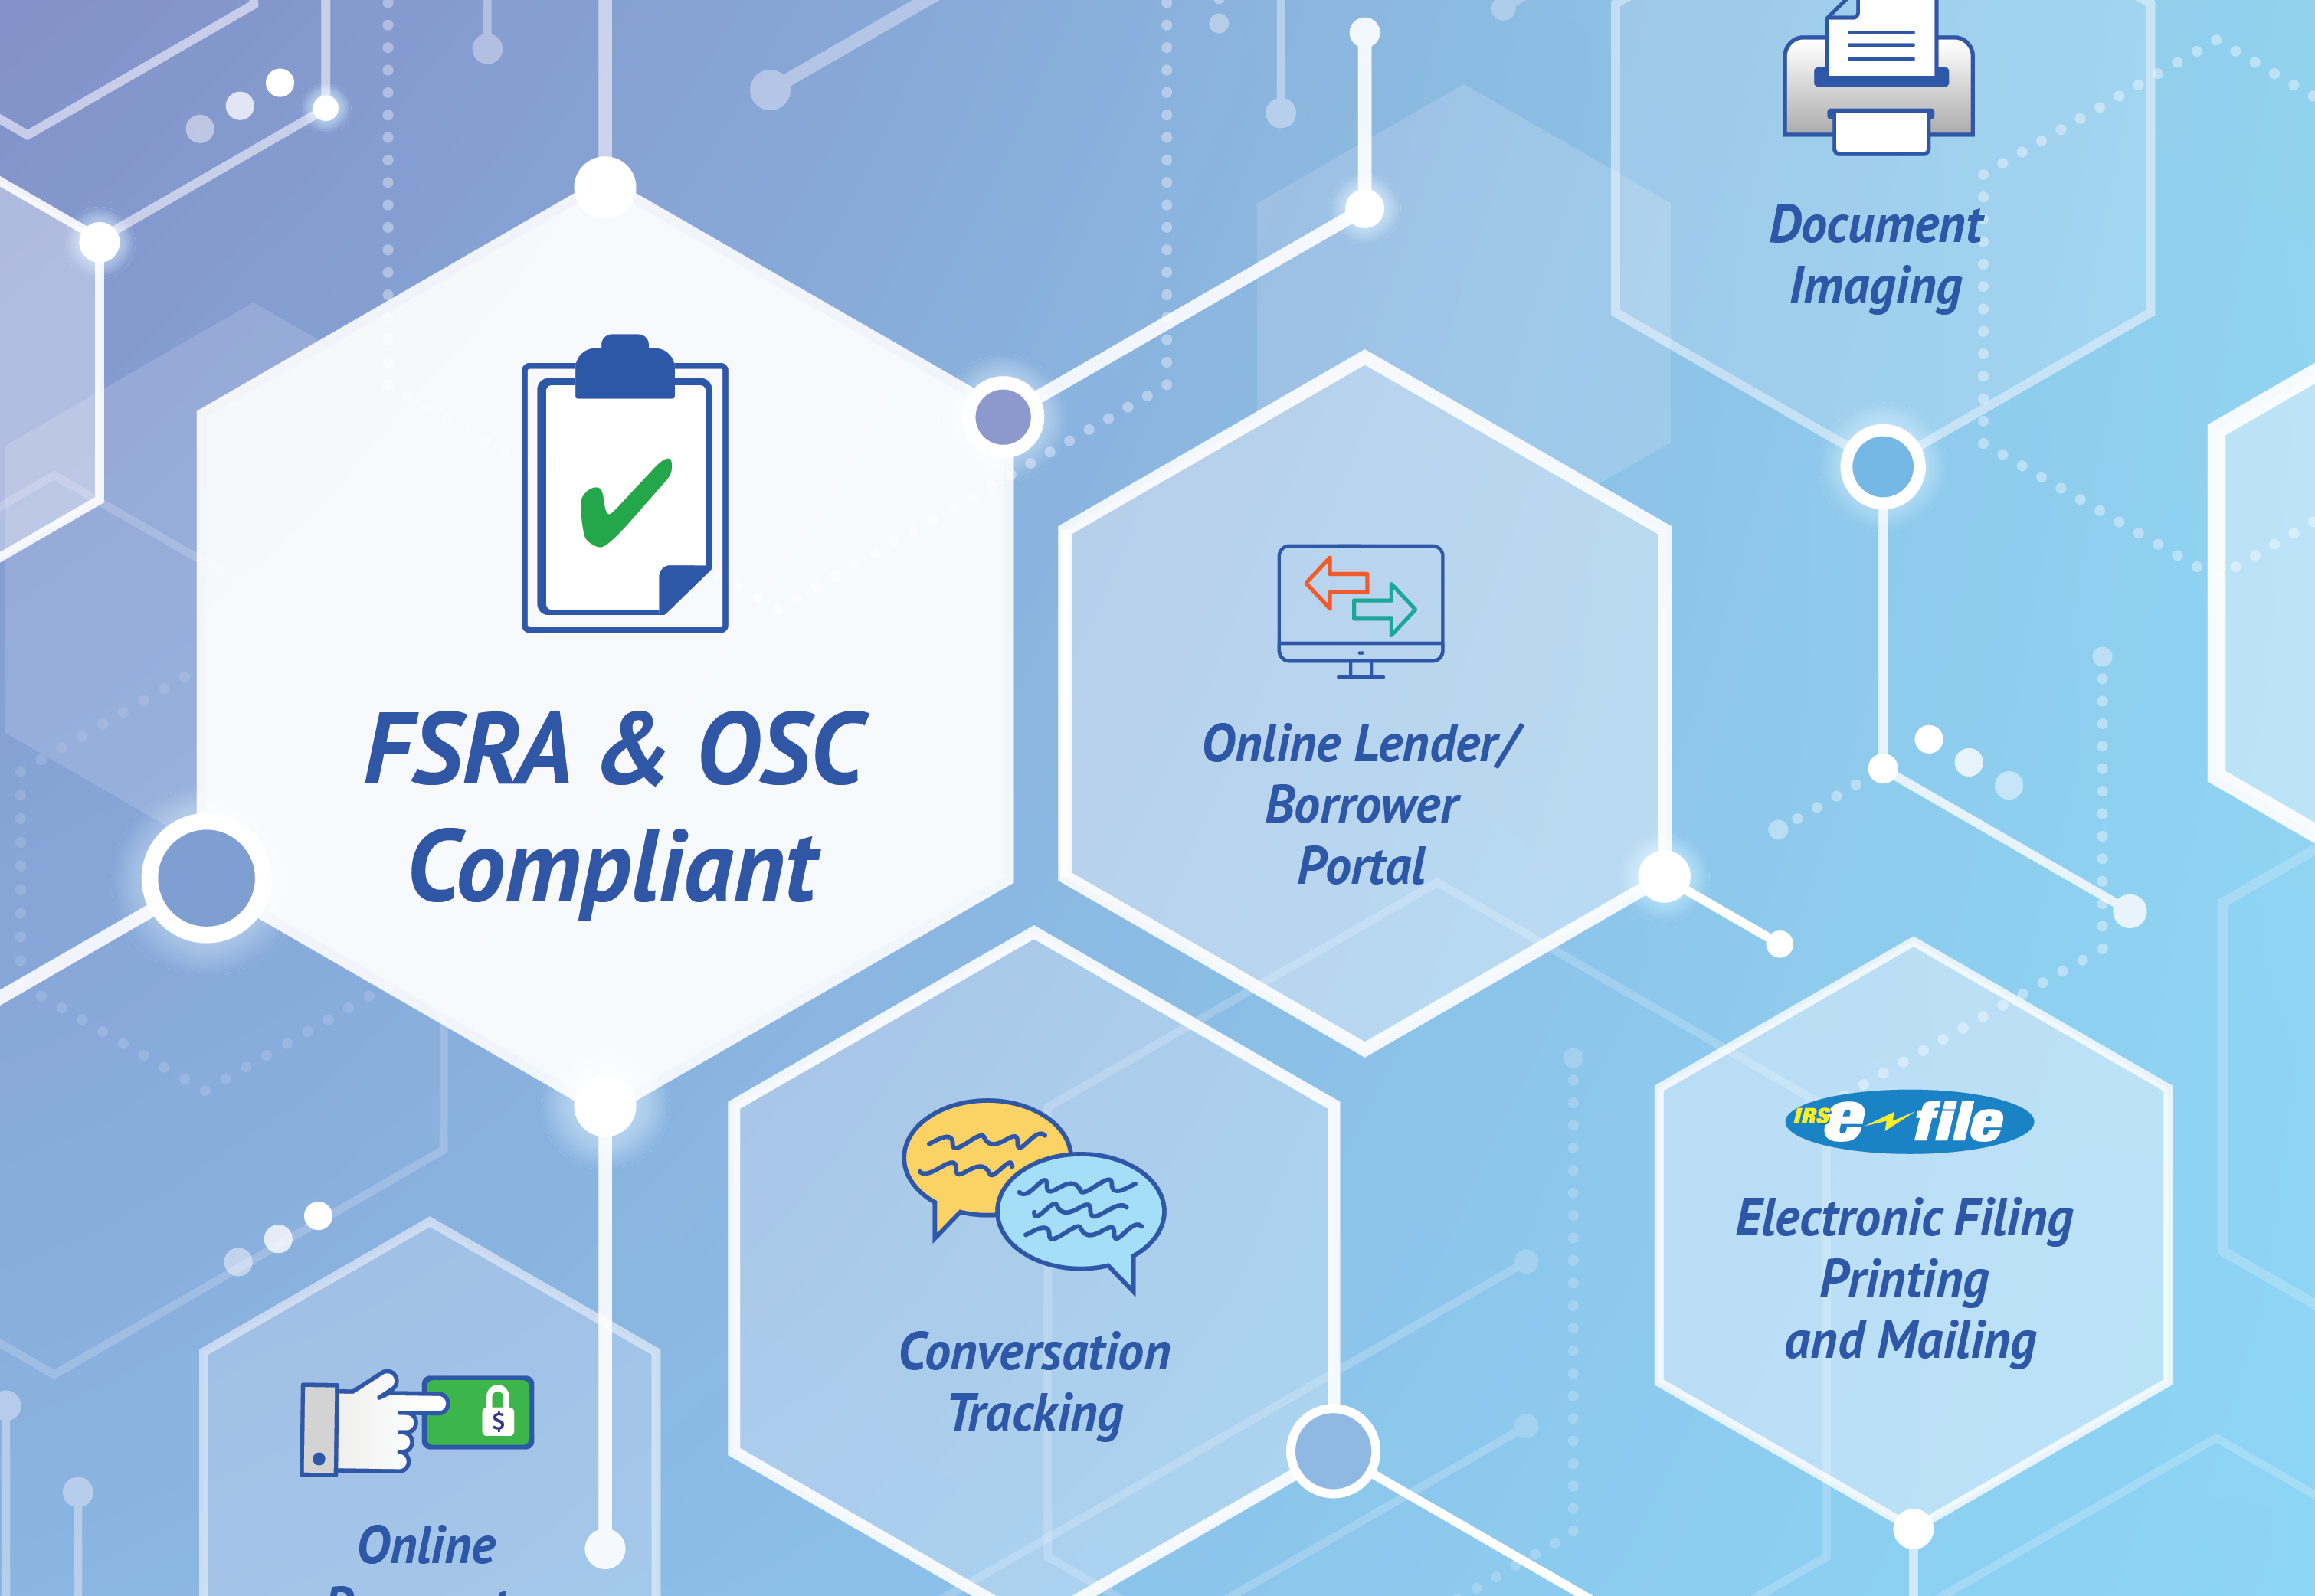 Document
Imaging
FSRA & OSC
Compliant
Online Lender/
Borrower
Portal
IRS e file
Electronic Filing
Printing
and Mailing
Conversation
Tracking
$
Online